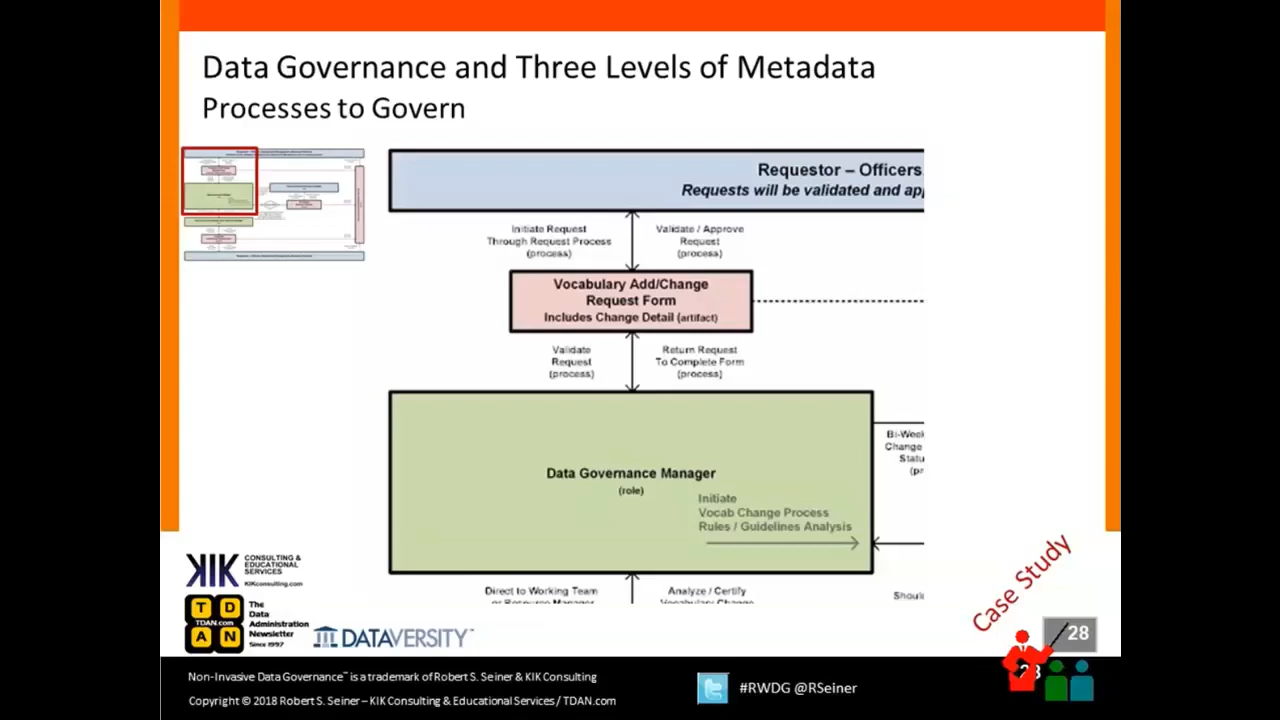 Data Governance and Three Levels of Metadata
Processes to Govern
Requestor – Officers
Requests will be validated and ap
Initiate Request
Through Request Process
(process)
Validate / Approve
Request
(process)
Vocabulary Add/Change
Request Form
Includes Change Detail (artifact)
Validate
Request
(process)
Return Request
To Complete Form
(process)
Data Governance Manager
(role)
Initiate
Vocab Change Process
Rules / Guidelines Analysis
Bi-Week
Change
Statu
(pr
Direct to Working Team
or Resource Manager
Analyze / Certify
Vocabulary Change
Shoul
Case Study
KIK
CONSULTING &
EDUCATIONAL
SERVICES
KIKconsulting.com
T D
TDAN.com
A N
The
Data
Administration
Newsletter
Since 1997
DATAVERSITY™
28
Non-Invasive Data Governance™ is a trademark of Robert S. Seiner & KIK Consulting
Copyright © 2018 Robert S. Seiner – KIK Consulting & Educational Services / TDAN.com
#RWDG @RSeiner